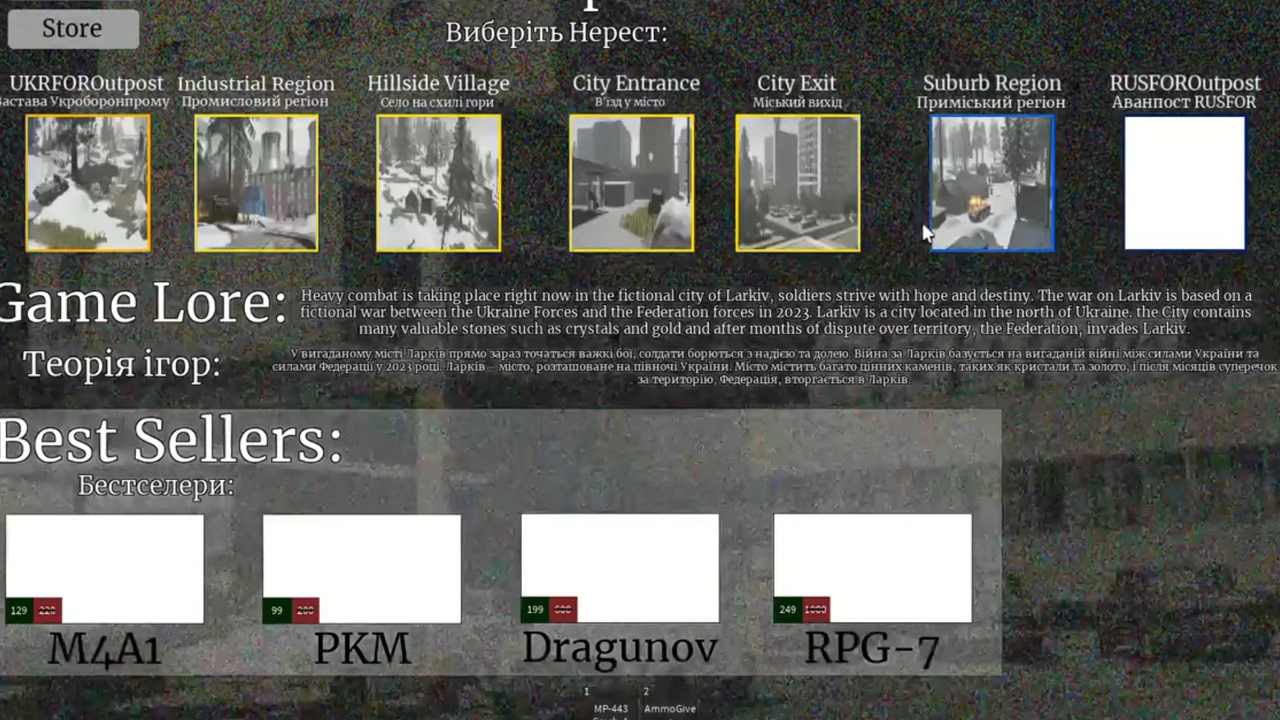 Store
Виберіть Нерест:
UKRFOROutpost
Застава Укроборонпрому
Industrial Region
Промисловий регіон
Hillside Village
Село на схилі гори
City Entrance
В'їзд у місто
City Exit
Міський вихід
Suburb Region
Приміський регіон
RUSFOROutpost
Аванпост RUSFOR
Game Lore:
Heavy combat is taking place right now in the fictional city of Larkiv, soldiers strive with hope and destiny. The war on Larkiv is based on a
fictional war between the Ukraine Forces and the Federation forces in 2023. Larkiv is a city located in the north of Ukraine. the City contains
many valuable stones such as crystals and gold and after months of dispute over territory, the Federation, invades Larkiv.
Теорія ігор:
У вигаданому місті Ларків прямо зараз точаться важкі бої, солдати борються з надією та долею. Війна за Ларків базується на вигаданій війні між силами України та
силами Федерації у 2023 році. Ларків – місто, розташоване на півночі України. Місто містить багато цінних каменів, таких як кристали та золото, і після місяців суперечок
за територію, Федерація, вторгається в Ларків.
Best Sellers:
Бестселери:
129 220
M4A1
99 200
PKM
199 600
Dragunov
249 1000
RPG-7
1
MP-443
2
AmmoGive